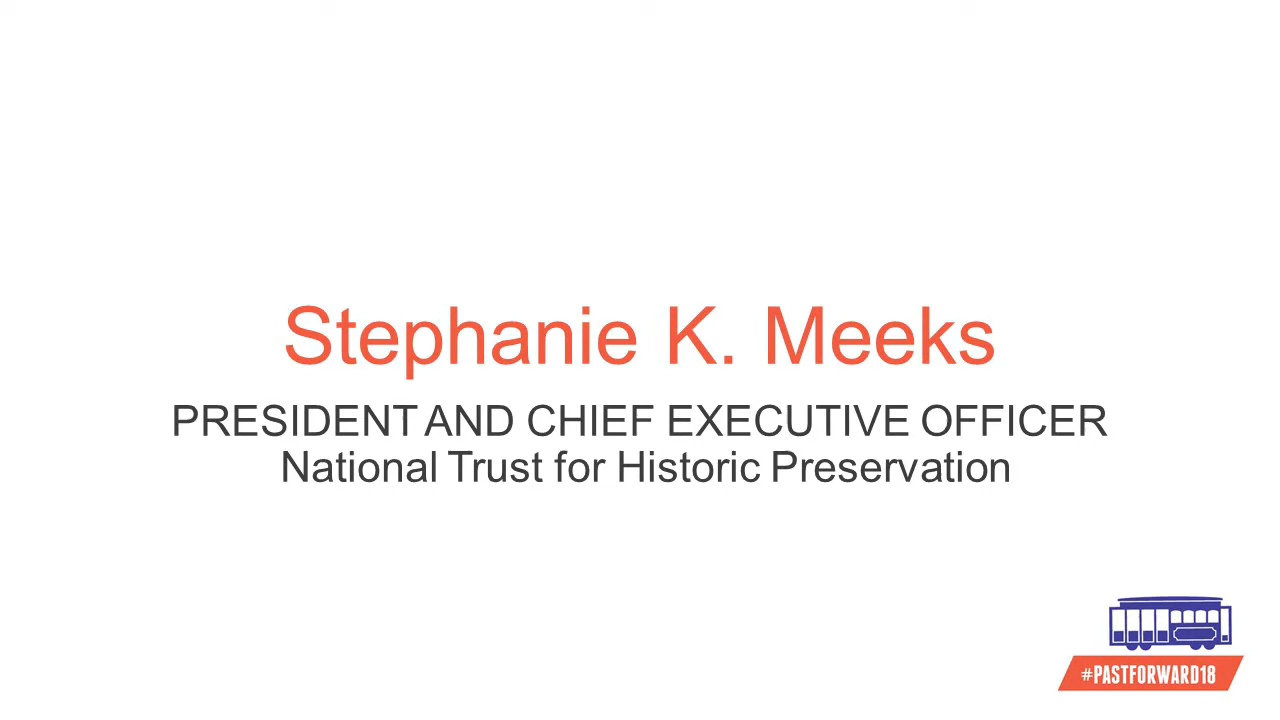 Stephanie K. Meeks
PRESIDENT AND CHIEF EXECUTIVE OFFICER
National Trust for Historic Preservation
#PASTFORWARD18